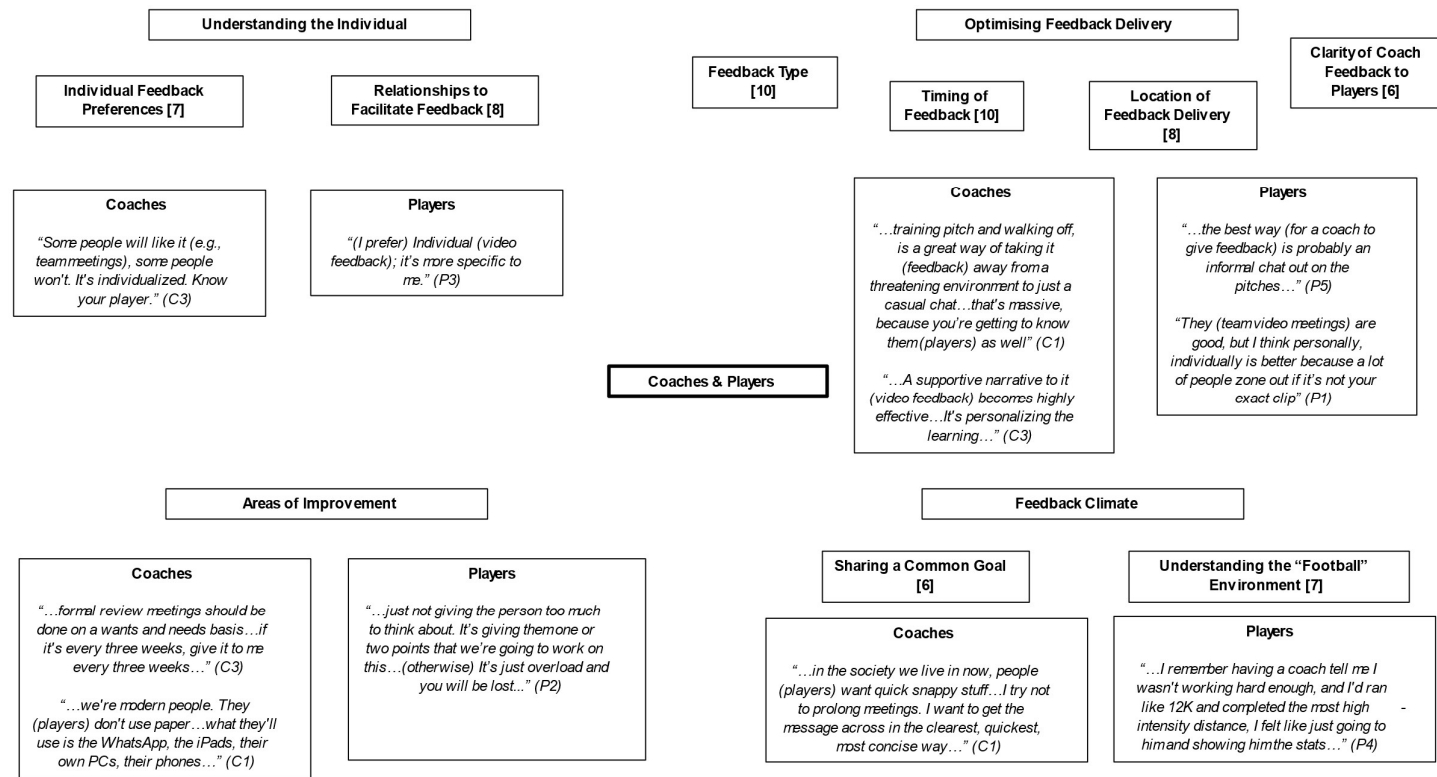 Understanding the Individual
Individual Feedback
Preferences [7]
Relationships to
Facilitate Feedback [8]
Coaches
“Some people will like it (e.g.,
team meetings), some people
won't. It's individualized. Know
your player.” (C3)
Players
“(I prefer) Individual (video
feedback); it’s more specific to
me.” (P3)
Optimising Feedback Delivery
Feedback Type
[10]
Timing of
Feedback [10]
Location of
Feedback Delivery
[8]
Clarity of Coach
Feedback to
Players [6]
Coaches
“…training pitch and walking off,
is a great way of taking it
(feedback) away from a
threatening environment to just a
casual chat…that's massive,
because you’re getting to know
them (players) as well” (C1)
“…A supportive narrative to it
(video feedback) becomes highly
effective…It's personalizing the
learning…” (C3)
Players
“…the best way (for a coach to
give feedback) is probably an
informal chat out on the
pitches…” (P5)
“They (team video meetings) are
good, but I think personally,
individually is better because a lot
of people zone out if it’s not your
exact clip” (P1)
Coaches & Players
Areas of Improvement
Coaches
“…formal review meetings should be
done on a wants and needs basis…if
it's every three weeks, give it to me
every three weeks…” (C3)
“…we're modern people. They
(players) don't use paper…what they'll
use is the WhatsApp, the iPads, their
own PCs, their phones…” (C1)
Players
“…just not giving the person too much
to think about. It’s giving them one or
two points that we’re going to work on
this…(otherwise) It’s just overload and
you will be lost...” (P2)
Feedback Climate
Sharing a Common Goal
[6]
Understanding the “Football”
Environment [7]
Coaches
“…in the society we live in now, people
(players) want quick snappy stuff…I try not
to prolong meetings. I want to get the
message across in the clearest, quickest,
most concise way…” (C1)
Players
“…I remember having a coach tell me I
wasn't working hard enough, and I'd ran
like 12K and completed the most high -
intensity distance, I felt like just going to
him and showing him the stats…” (P4)